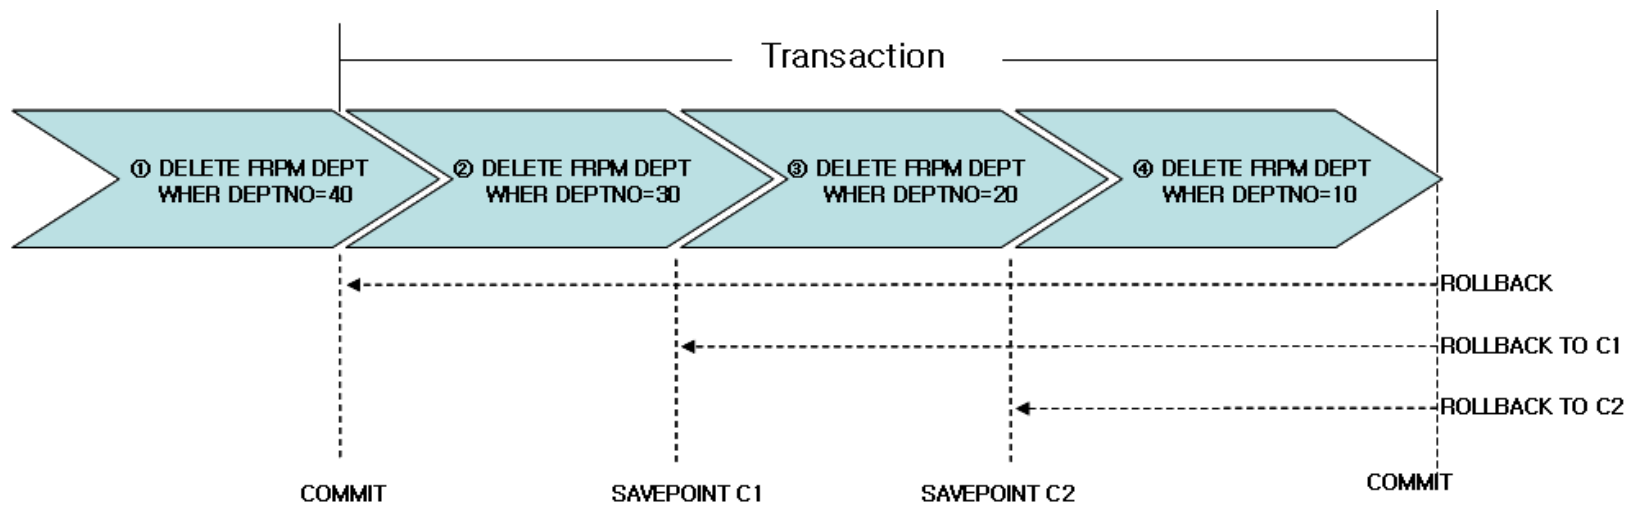 Transaction
① DELETE FRPM DEPT
WHER DEPTNO=40
② DELETE FRPM DEPT
WHER DEPTNO=30
③ DELETE FRPM DEPT
WHER DEPTNO=20
④ DELETE FRPM DEPT
WHER DEPTNO=10
ROLLBACK
ROLLBACK TO C1
ROLLBACK TO C2
COMMIT
SAVEPOINT C1
SAVEPOINT C2
COMMIT